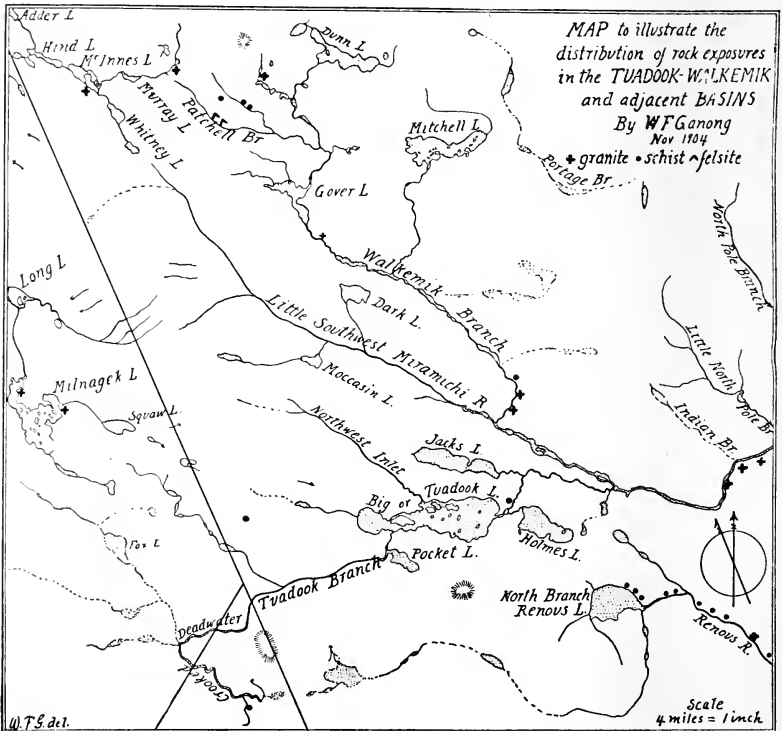 MAP to illustrate the
distribution of rock exposures
in the TUADOOK-WALKEMIK
and adjacent BASINS
By WFGanong
Nov 1904
+ granite • schist ^ felsite
Adder L
Hind L
McInnes L
Murray L
Whitney L
Patchell Br
Dunn L
Mitchell L
Portage Br
Gover L
North Pole Branch
Long L
Walkemik Branch
Dark L.
Little Southwest Miramichi R
Little North Pole Br
Milnagek L
Squaw L.
Moccasin L.
Indian Br.
Northwest Inlet
Jacks L.
Big or Tuadook L.
Holmes L.
Fox L
Pocket L.
Tuadook Branch
North Branch
Renous L.
Renous R.
Deadwater
Crooked
W.F.G. del.
Scale
4 miles = 1 inch